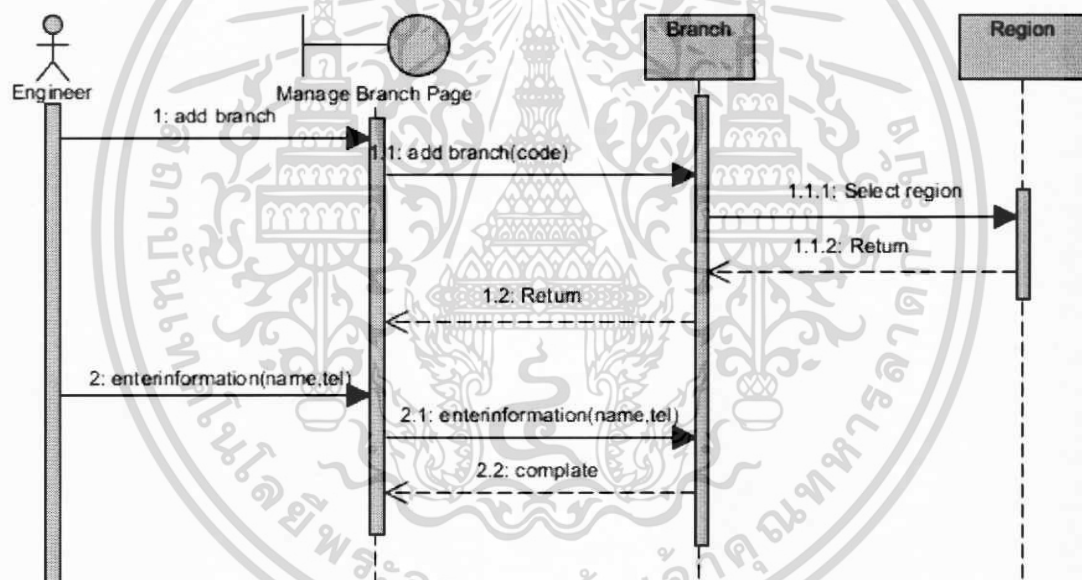 Branch
Region
Engineer
Manage Branch Page
1: add branch
1.1: add branch(code)
1.1.1: Select region
1.1.2: Return
1.2: Return
2: enterinformation(name,tel)
2.1: enterinformation(name,tel)
2.2: complate